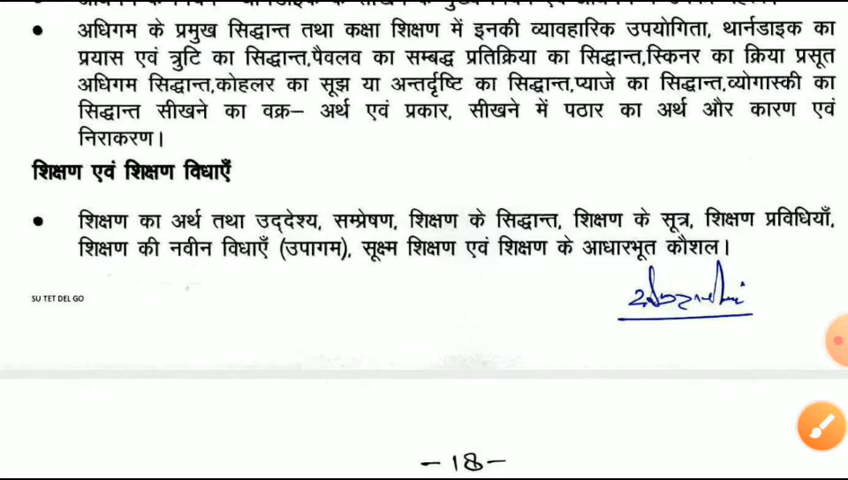 • अधिगम के प्रमुख सिद्धान्त तथा कक्षा शिक्षण में इनकी व्यावहारिक उपयोगिता, थार्नडाइक का
प्रयास एवं त्रुटि का सिद्धान्त,पैवलव का सम्बद्ध प्रतिक्रिया का सिद्धान्त,स्किनर का क्रिया प्रसूत
अधिगम सिद्धान्त,कोहलर का सूझ या अन्तर्दृष्टि का सिद्धान्त,प्याजे का सिद्धान्त,व्योगास्की का
सिद्धान्त सीखने का वक्र– अर्थ एवं प्रकार, सीखने में पठार का अर्थ और कारण एवं
निराकरण।
शिक्षण एवं शिक्षण विधाएँ
• शिक्षण का अर्थ तथा उद्देश्य, सम्प्रेषण, शिक्षण के सिद्धान्त, शिक्षण के सूत्र, शिक्षण प्रविधियाँ,
शिक्षण की नवीन विधाएँ (उपागम), सूक्ष्म शिक्षण एवं शिक्षण के आधारभूत कौशल।
SU TET DEL GO
-18-